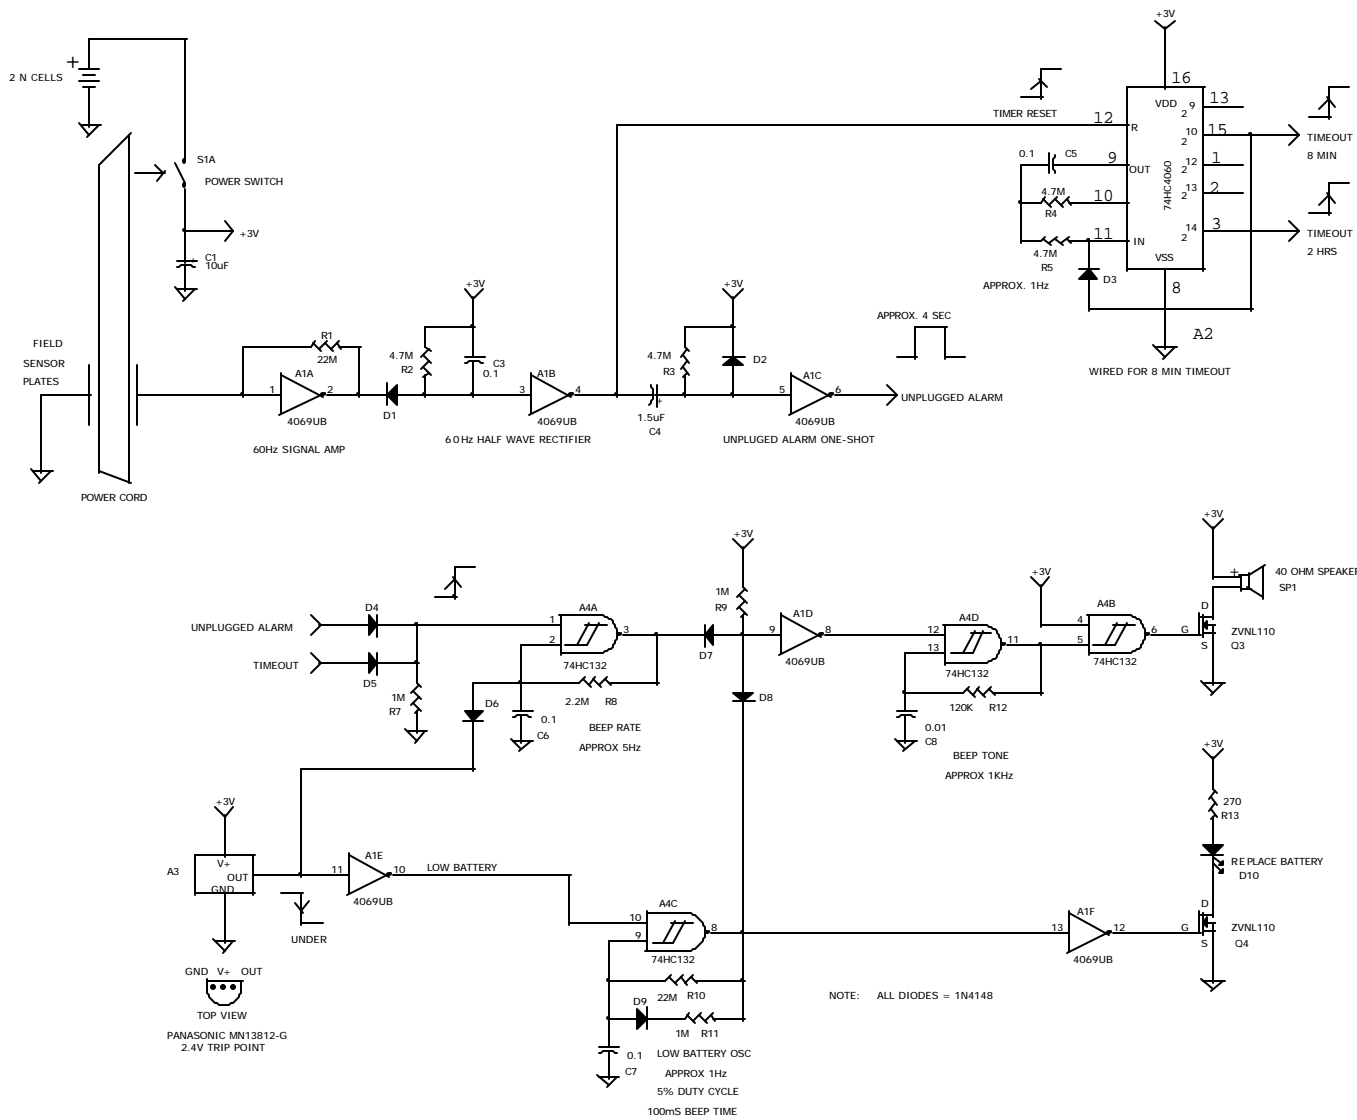 +3V
2 N CELLS
+
S1A
POWER SWITCH
+3V
C1
10uF
FIELD
SENSOR
PLATES
POWER CORD
R1
22M
A1A
1
2
4069UB
60Hz SIGNAL AMP
D1
4.7M
R2
+3V
C3
0.1
3
A1B
4
4069UB
60Hz HALF WAVE RECTIFIER
1.5uF
+
C4
4.7M
R3
+3V
D2
5
A1C
6
4069UB
UNPLUGED ALARM ONE-SHOT
APPROX. 4 SEC
UNPLUGGED ALARM
TIMER RESET
12
R
0.1
C5
9
OUT
4.7M
R4
10
11
IN
4.7M
R5
APPROX. 1Hz
D3
16
VDD
74HC4060
VSS
8
2 9
13
2 10
15
2 12
1
2 13
2
2 14
3
TIMEOUT
8 MIN
TIMEOUT
2 HRS
A2
WIRED FOR 8 MIN TIMEOUT
UNPLUGGED ALARM
TIMEOUT
D4
D5
1M
R7
A4A
1
2
3
74HC132
2.2M
R8
D6
0.1
C6
BEEP RATE
APPROX 5Hz
+3V
1M
R9
D7
D8
A1D
9
8
4069UB
A4D
12
13
11
74HC132
120K
R12
0.01
C8
BEEP TONE
APPROX 1KHz
+3V
A4B
4
5
6
74HC132
+3V
+
40 OHM SPEAKER
SP1
D
G
S
ZVNL110
Q3
+3V
A3
V+
OUT
GND
UNDER
11
A1E
10
4069UB
LOW BATTERY
GND V+ OUT
TOP VIEW
PANASONIC MN13812-G
2.4V TRIP POINT
A4C
10
9
8
74HC132
22M
R10
D9
1M
R11
0.1
C7
LOW BATTERY OSC
APPROX 1Hz
5% DUTY CYCLE
100mS BEEP TIME
NOTE: ALL DIODES = 1N4148
13
A1F
12
4069UB
+3V
270
R13
REPLACE BATTERY
D10
D
G
S
ZVNL110
Q4